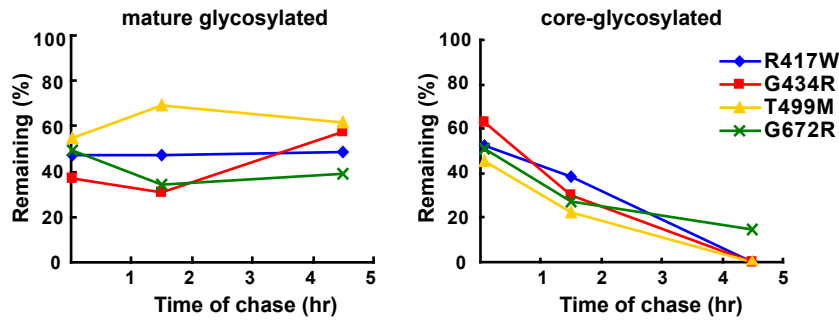 mature glycosylated
Remaining (%)
100
80
60
40
20
0
1 2 3 4 5
Time of chase (hr)
core-glycosylated
Remaining (%)
100
80
60
40
20
0
1 2 3 4 5
Time of chase (hr)
R417W
G434R
T499M
G672R